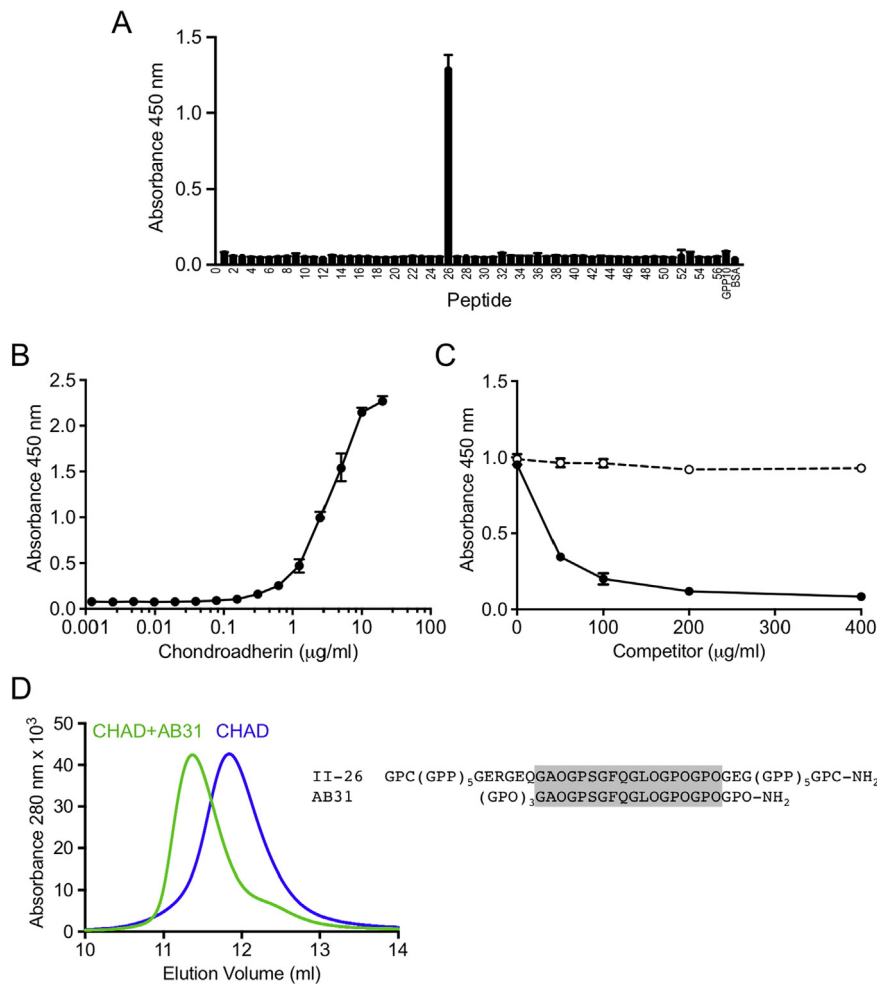 A
Absorbance 450 nm
1.5
1.0
0.5
0.0
0 2 4 6 8 10 12 14 16 18 20 22 24 26 28 30 32 34 36 38 40 42 44 46 48 50 52 54 56 GPP10 BSA
Peptide
B
Absorbance 450 nm
2.5
2.0
1.5
1.0
0.5
0.0
0.001 0.01 0.1 1 10 100
Chondroadherin (μg/ml)
C
Absorbance 450 nm
1.5
1.0
0.5
0.0
0 100 200 300 400
Competitor (μg/ml)
D
Absorbance 280 nm x 10³
50
40
30
20
10
0
CHAD+AB31 CHAD
10 11 12 13 14
Elution Volume (ml)
II-26 GPC(GPP)₅GERGEQGAOGPSGFQGLOGPOGPOGEG(GPP)₅GPC-NH₂
AB31 (GPO)₃GAOGPSGFQGLOGPOGPOGPO-NH₂